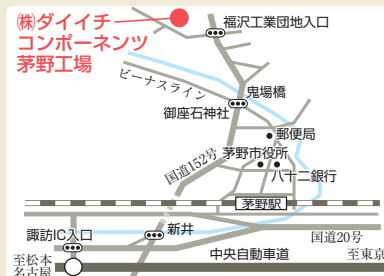 ㈱ダイイチ
コンポーネンツ
茅野工場
福沢工業団地入口
ビーナスライン
鬼場橋
御座石神社
郵便局
国道152号
茅野市役所
八十二銀行
茅野駅
諏訪IC入口
新井
国道20号
至松本
名古屋
中央自動車道
至東京